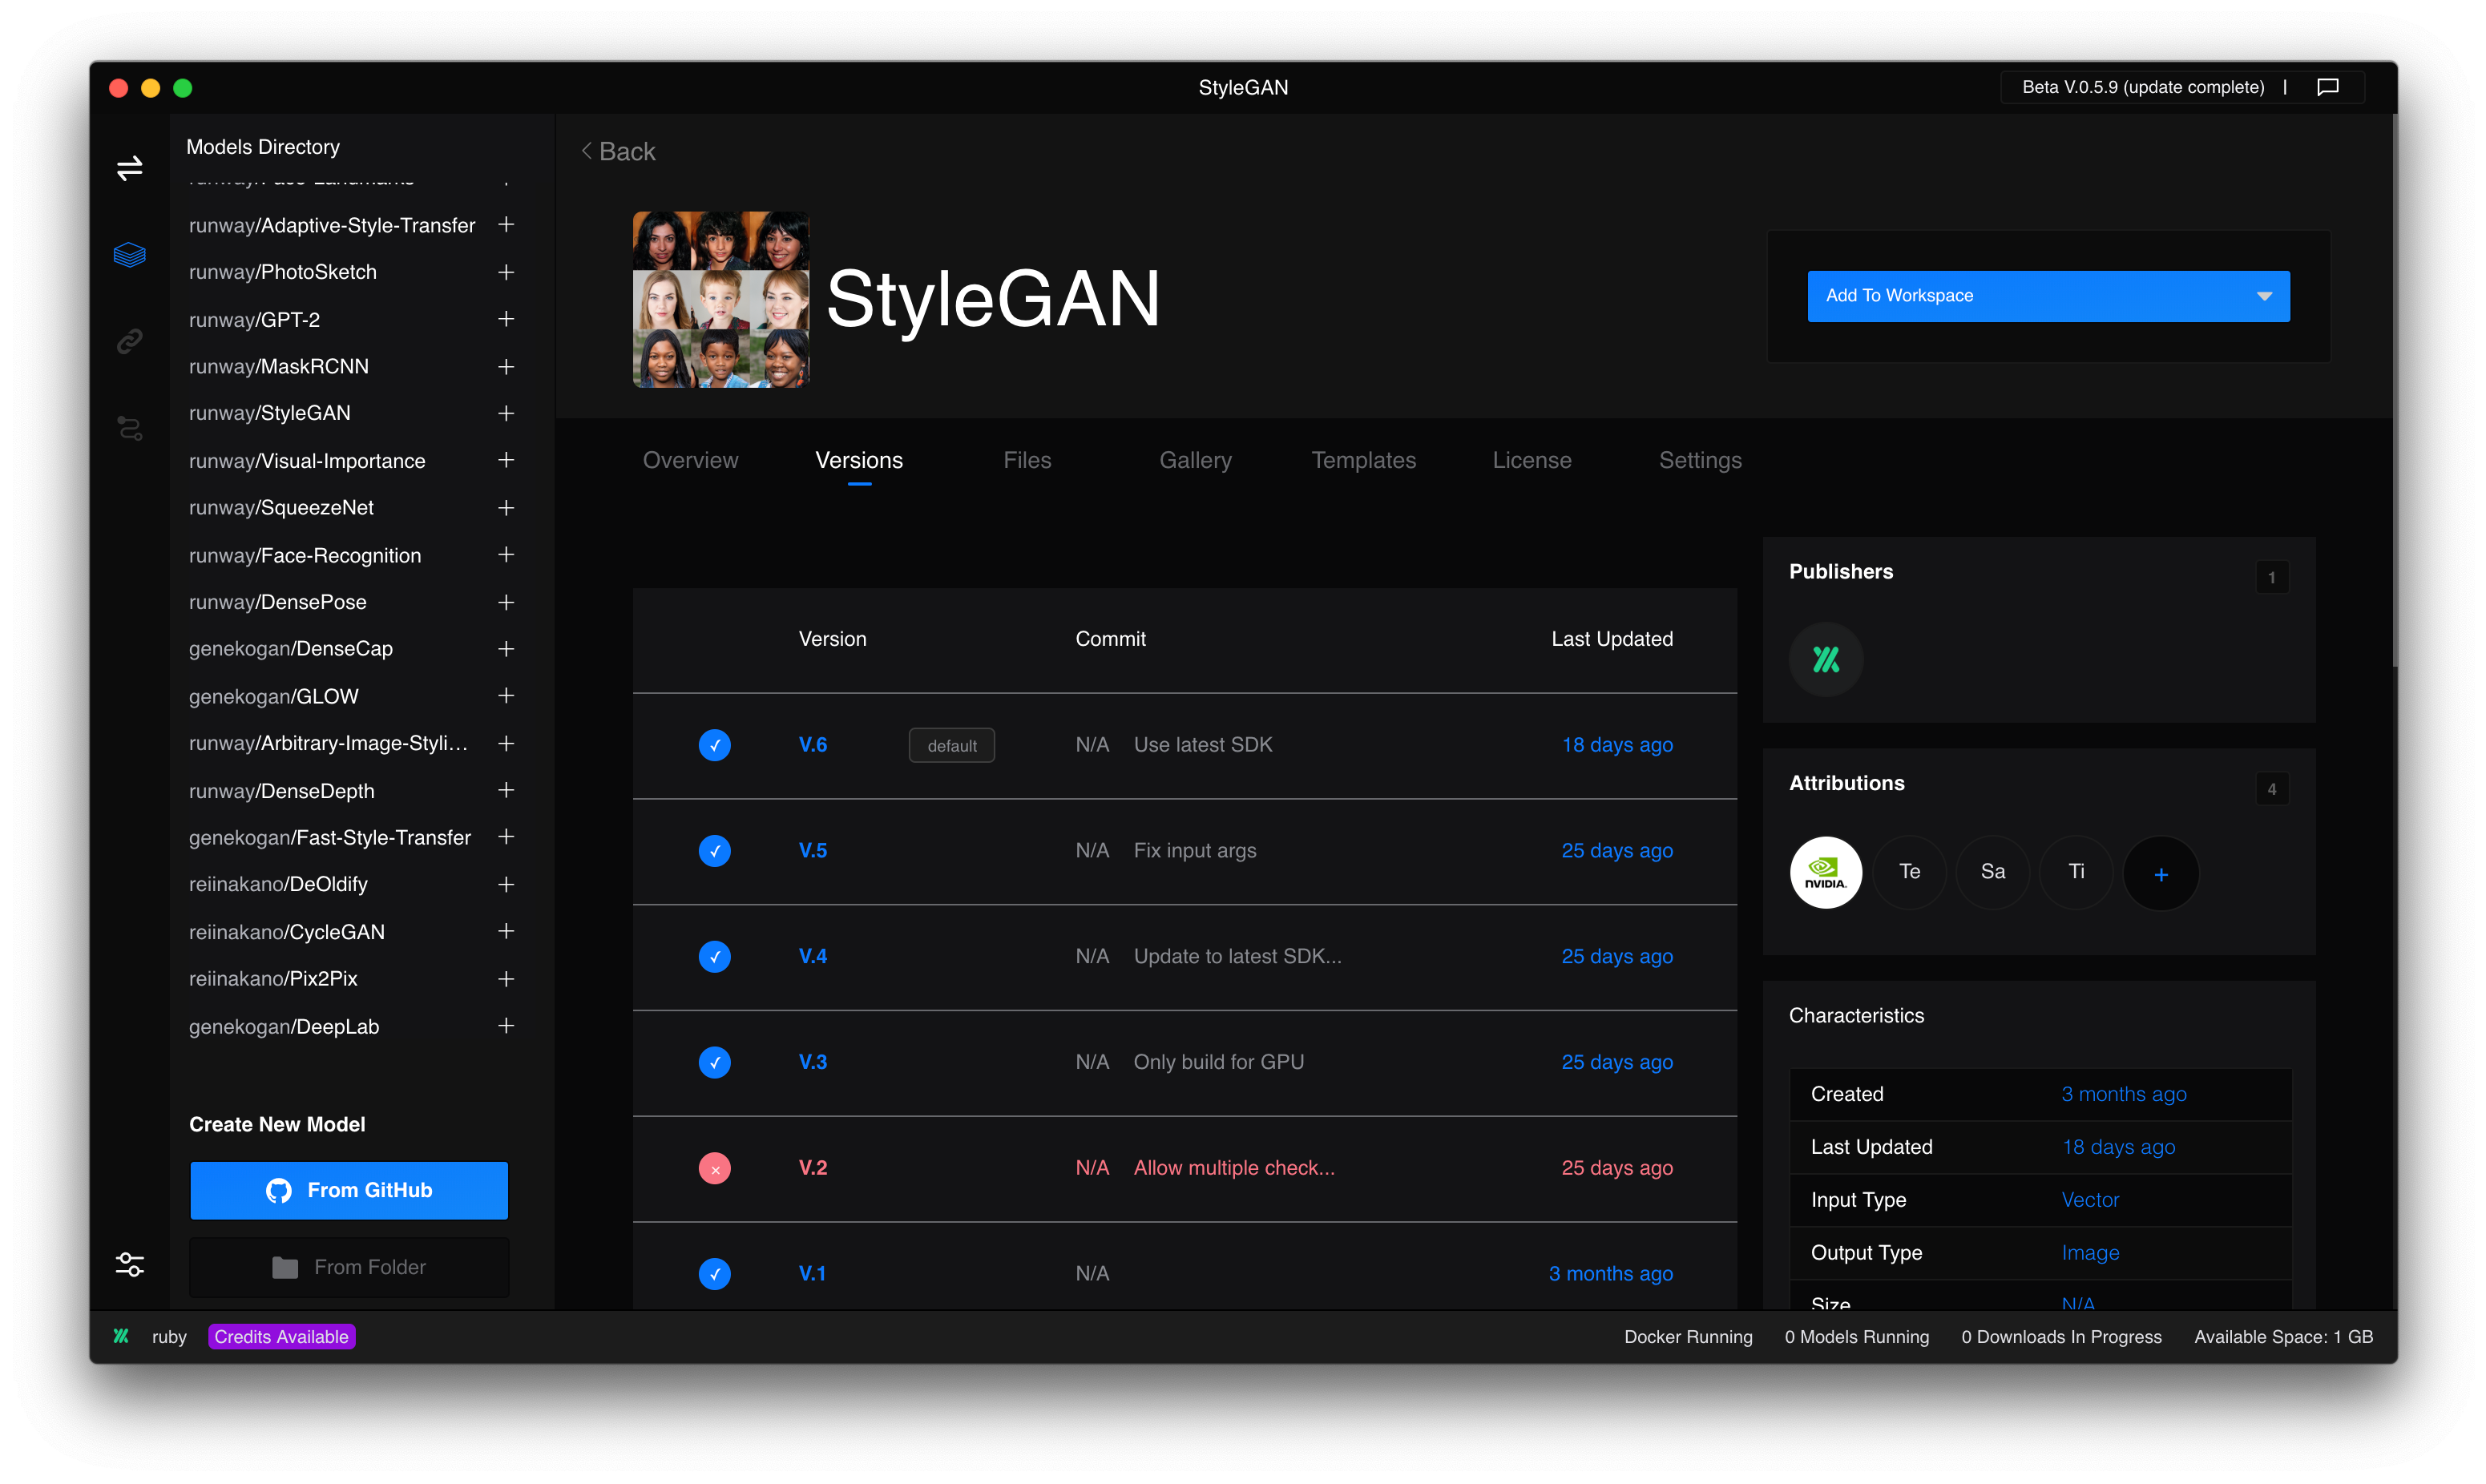 StyleGAN
Beta V.0.5.9 (update complete) |
Models Directory
runway/Face-Landmarks
runway/Adaptive-Style-Transfer
runway/PhotoSketch
runway/GPT-2
runway/MaskRCNN
runway/StyleGAN
runway/Visual-Importance
runway/SqueezeNet
runway/Face-Recognition
runway/DensePose
genekogan/DenseCap
genekogan/GLOW
runway/Arbitrary-Image-Styli...
runway/DenseDepth
genekogan/Fast-Style-Transfer
reiinakano/DeOldify
reiinakano/CycleGAN
reiinakano/Pix2Pix
genekogan/DeepLab
Create New Model
From GitHub
From Folder
Back
StyleGAN
Add To Workspace
Overview Versions Files Gallery Templates License Settings
Version Commit Last Updated
V.6 default N/A Use latest SDK 18 days ago
V.5 N/A Fix input args 25 days ago
V.4 N/A Update to latest SDK... 25 days ago
V.3 N/A Only build for GPU 25 days ago
V.2 N/A Allow multiple check... 25 days ago
V.1 N/A 3 months ago
Publishers 1
Attributions 4
NVIDIA. Te Sa Ti +
Characteristics
Created 3 months ago
Last Updated 18 days ago
Input Type Vector
Output Type Image
Size N/A
ruby Credits Available Docker Running 0 Models Running 0 Downloads In Progress Available Space: 1 GB